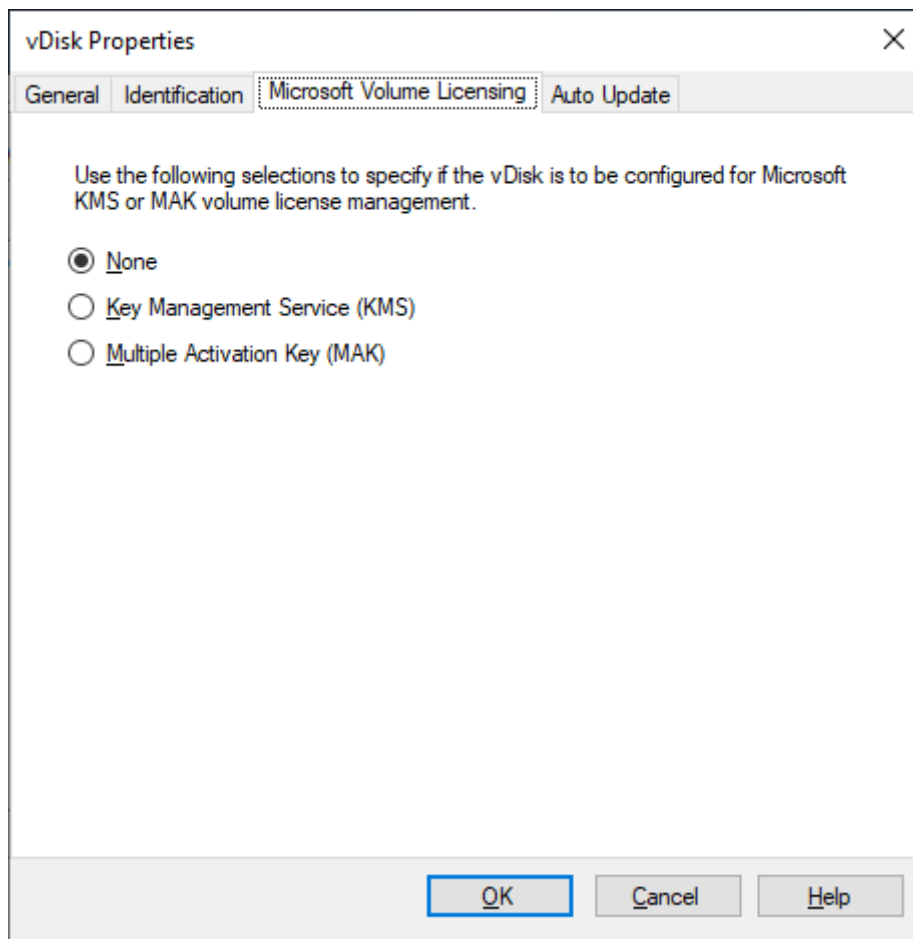 vDisk Properties
General Identification Microsoft Volume Licensing Auto Update
Use the following selections to specify if the vDisk is to be configured for Microsoft
KMS or MAK volume license management.
None
Key Management Service (KMS)
Multiple Activation Key (MAK)
OK Cancel Help